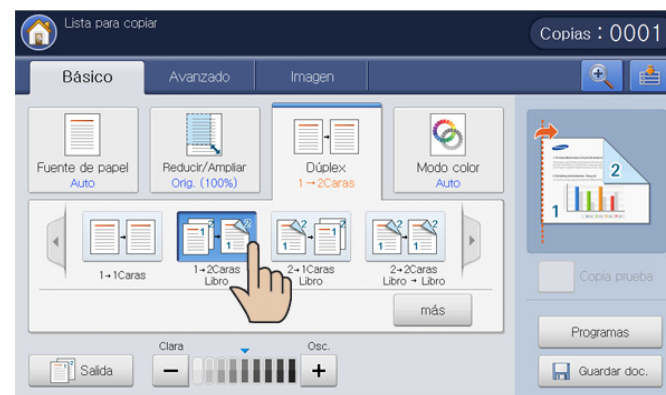 Lista para copiar
Copias : 0001
Básico
Avanzado
Imagen
Fuente de papel
Auto
Reducir/Ampliar
Orig. (100%)
Dúplex
1→2Caras
Modo color
Auto
1→1Caras
1→2Caras
Libro
2→1Caras
Libro
2→2Caras
Libro → Libro
más
1
2
Copia prueba
Programas
Guardar doc.
Salida
Clara
Osc.